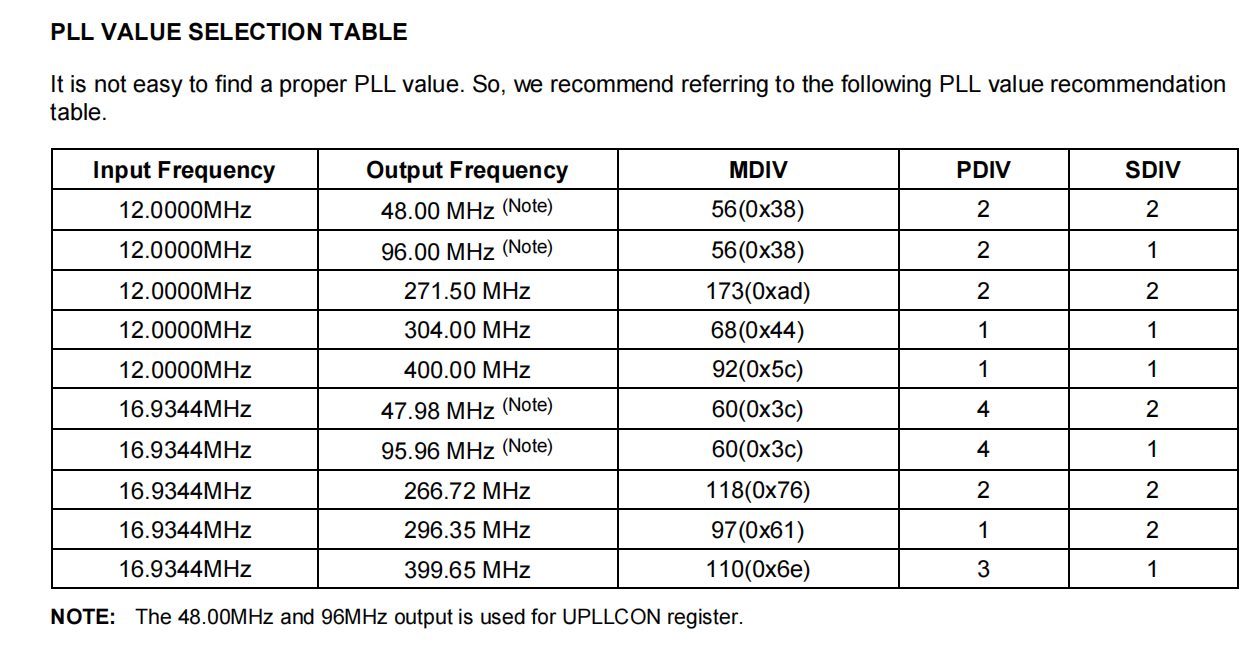 PLL VALUE SELECTION TABLE
It is not easy to find a proper PLL value. So, we recommend referring to the following PLL value recommendation
table.
Input Frequency Output Frequency MDIV PDIV SDIV
12.0000MHz 48.00 MHz (Note) 56(0x38) 2 2
12.0000MHz 96.00 MHz (Note) 56(0x38) 2 1
12.0000MHz 271.50 MHz 173(0xad) 2 2
12.0000MHz 304.00 MHz 68(0x44) 1 1
12.0000MHz 400.00 MHz 92(0x5c) 1 1
16.9344MHz 47.98 MHz (Note) 60(0x3c) 4 2
16.9344MHz 95.96 MHz (Note) 60(0x3c) 4 1
16.9344MHz 266.72 MHz 118(0x76) 2 2
16.9344MHz 296.35 MHz 97(0x61) 1 2
16.9344MHz 399.65 MHz 110(0x6e) 3 1
NOTE: The 48.00MHz and 96MHz output is used for UPLLCON register.